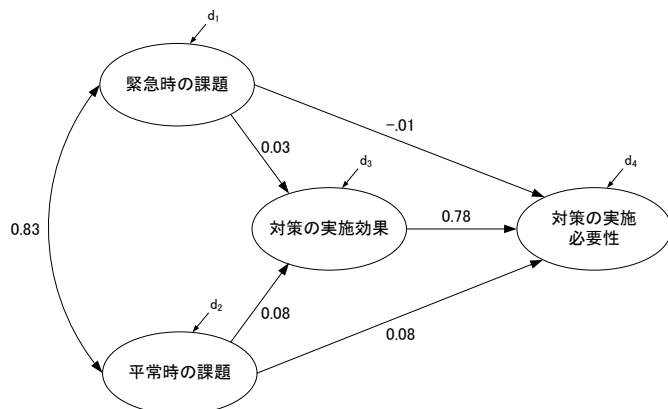 d₁
緊急時の課題
-.01
0.03
d₃
d₄
0.83
対策の実施効果
0.78
対策の実施
必要性
d₂
0.08
0.08
平常時の課題